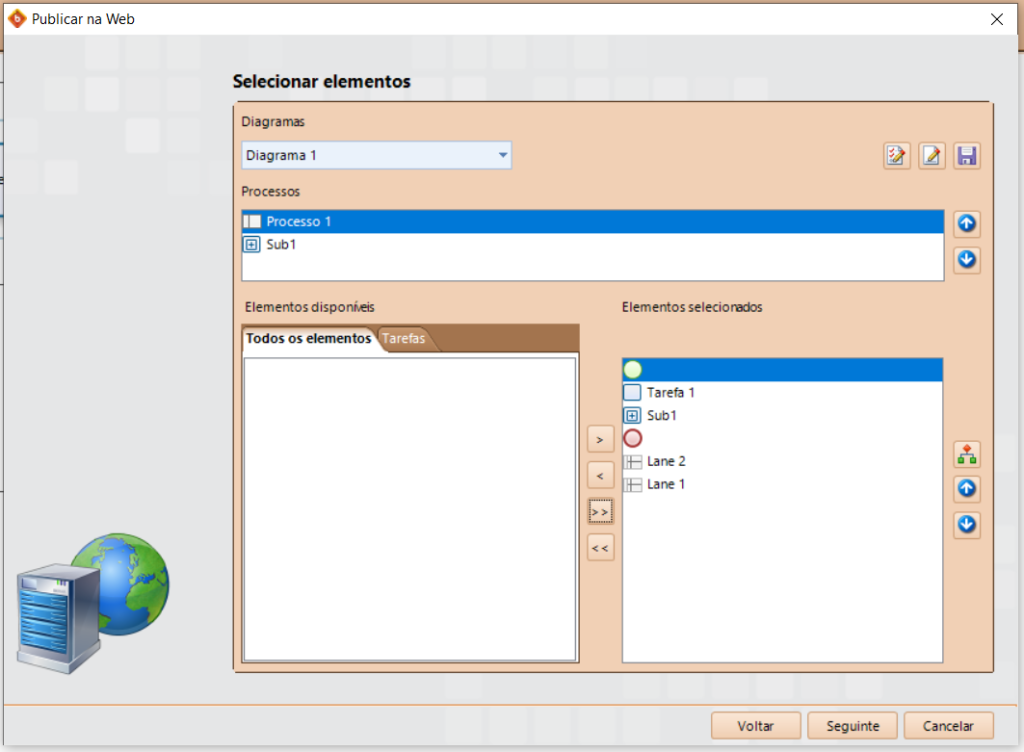 Publicar na Web
Selecionar elementos
Diagramas
Diagrama 1
Processos
Processo 1
Sub1
Elementos disponíveis
Todos os elementos
Tarefas
>
<
>>
<<
Elementos selecionados
Tarefa 1
Sub1
Lane 2
Lane 1
Voltar
Seguinte
Cancelar